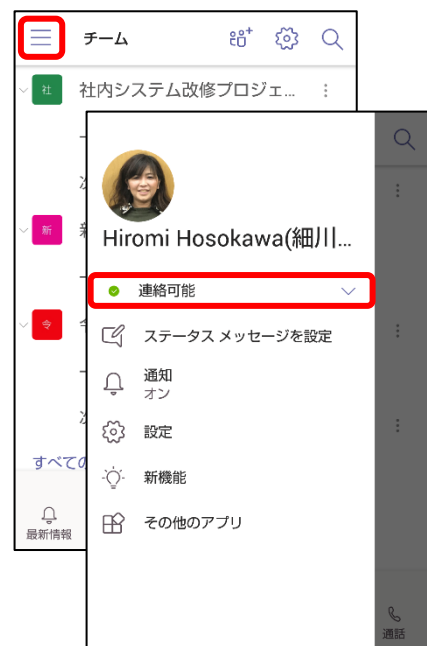 チーム
社 社内システム改修プロジェ...
新
令
すべての
最新情報
Hiromi Hosokawa(細川...
連絡可能
ステータス メッセージを設定
通知
オン
設定
新機能
その他のアプリ
通話